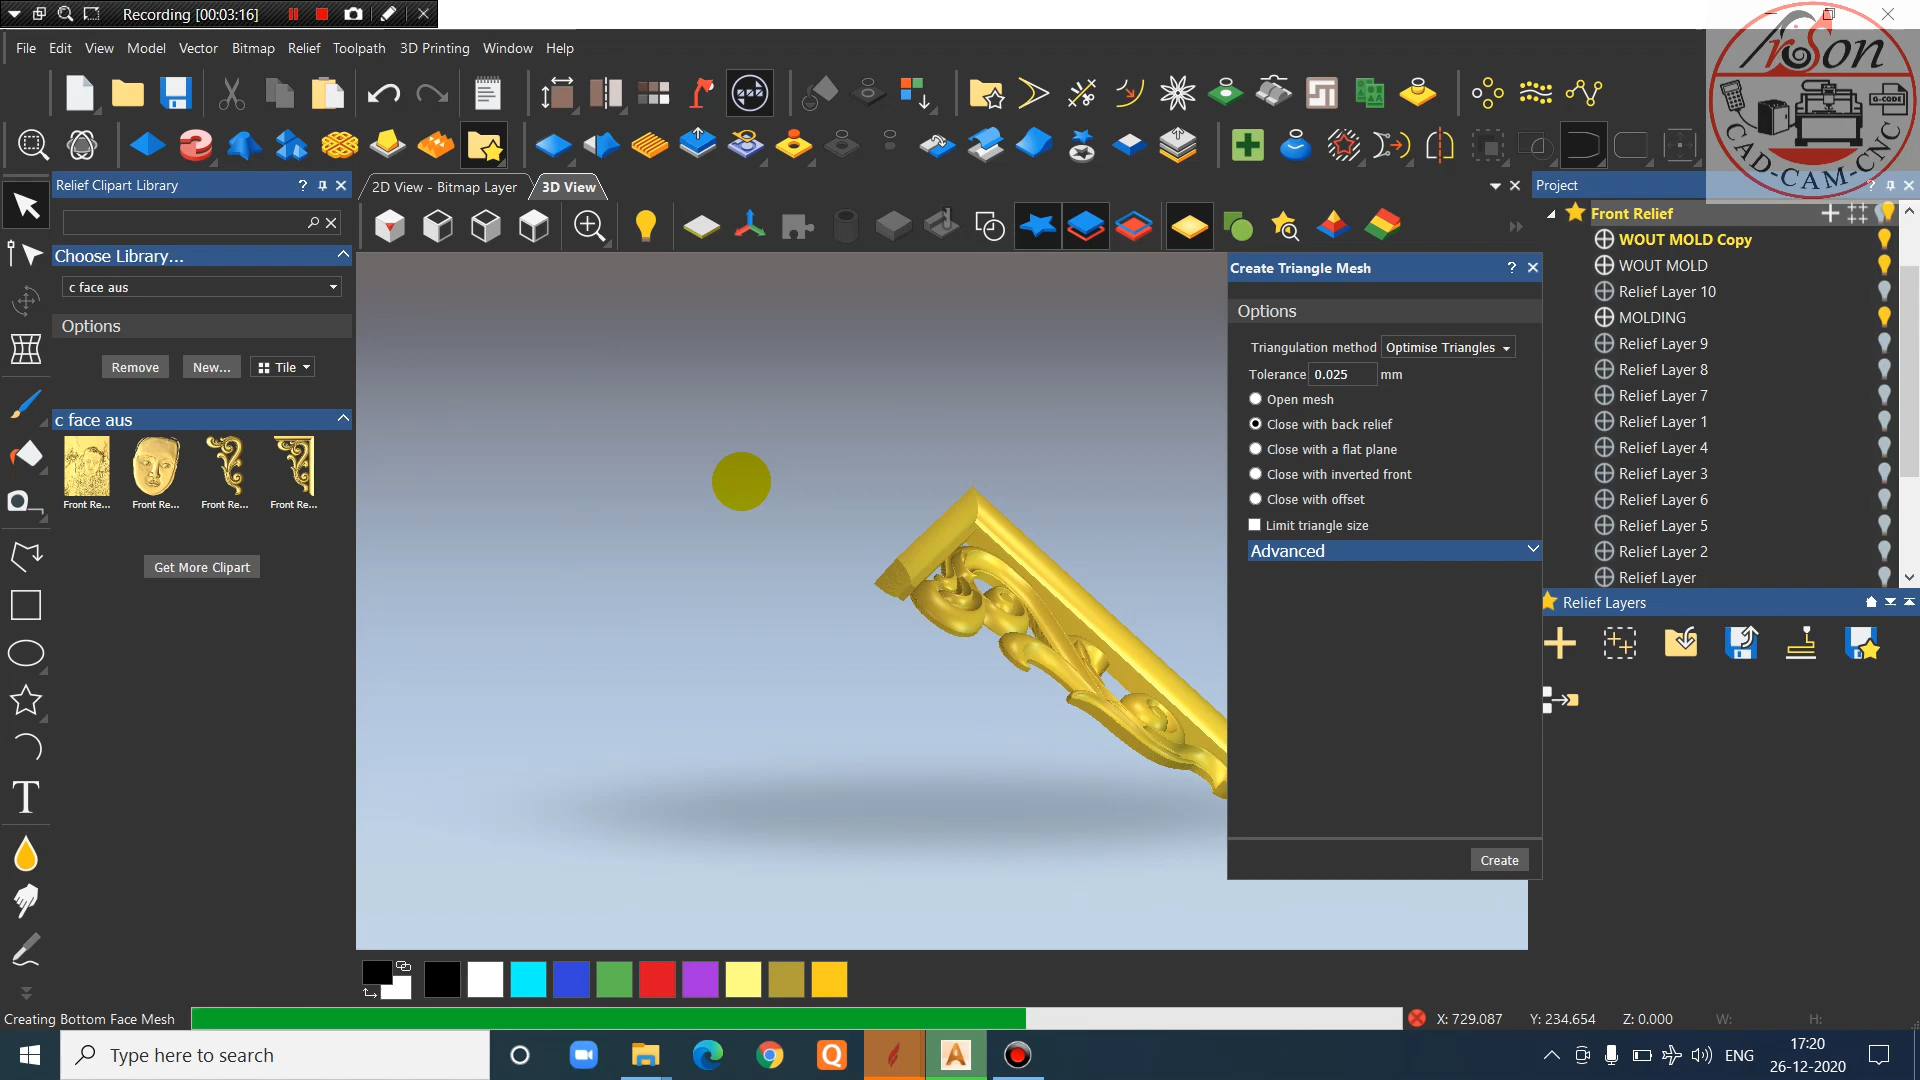 Recording [00:03:16]
File Edit View Model Vector Bitmap Relief Toolpath 3D Printing Window Help
ArSon
G-CODE
CAD-CAM-CNC
Relief Clipart Library ?
Choose Library...
c face aus
Options
Remove New... Tile
c face aus
Front Re... Front Re... Front Re... Front Re...
Get More Clipart
2D View - Bitmap Layer 3D View
Create Triangle Mesh ?
Options
Triangulation method Optimise Triangles
Tolerance 0.025 mm
Open mesh
Close with back relief
Close with a flat plane
Close with inverted front
Close with offset
Limit triangle size
Advanced
Create
Project ?
Front Relief
WOUT MOLD Copy
WOUT MOLD
Relief Layer 10
MOLDING
Relief Layer 9
Relief Layer 8
Relief Layer 7
Relief Layer 1
Relief Layer 4
Relief Layer 3
Relief Layer 6
Relief Layer 5
Relief Layer 2
Relief Layer
Relief Layers
Creating Bottom Face Mesh
X: 729.087 Y: 234.654 Z: 0.000 W: H:
Type here to search
ENG
17:20
26-12-2020